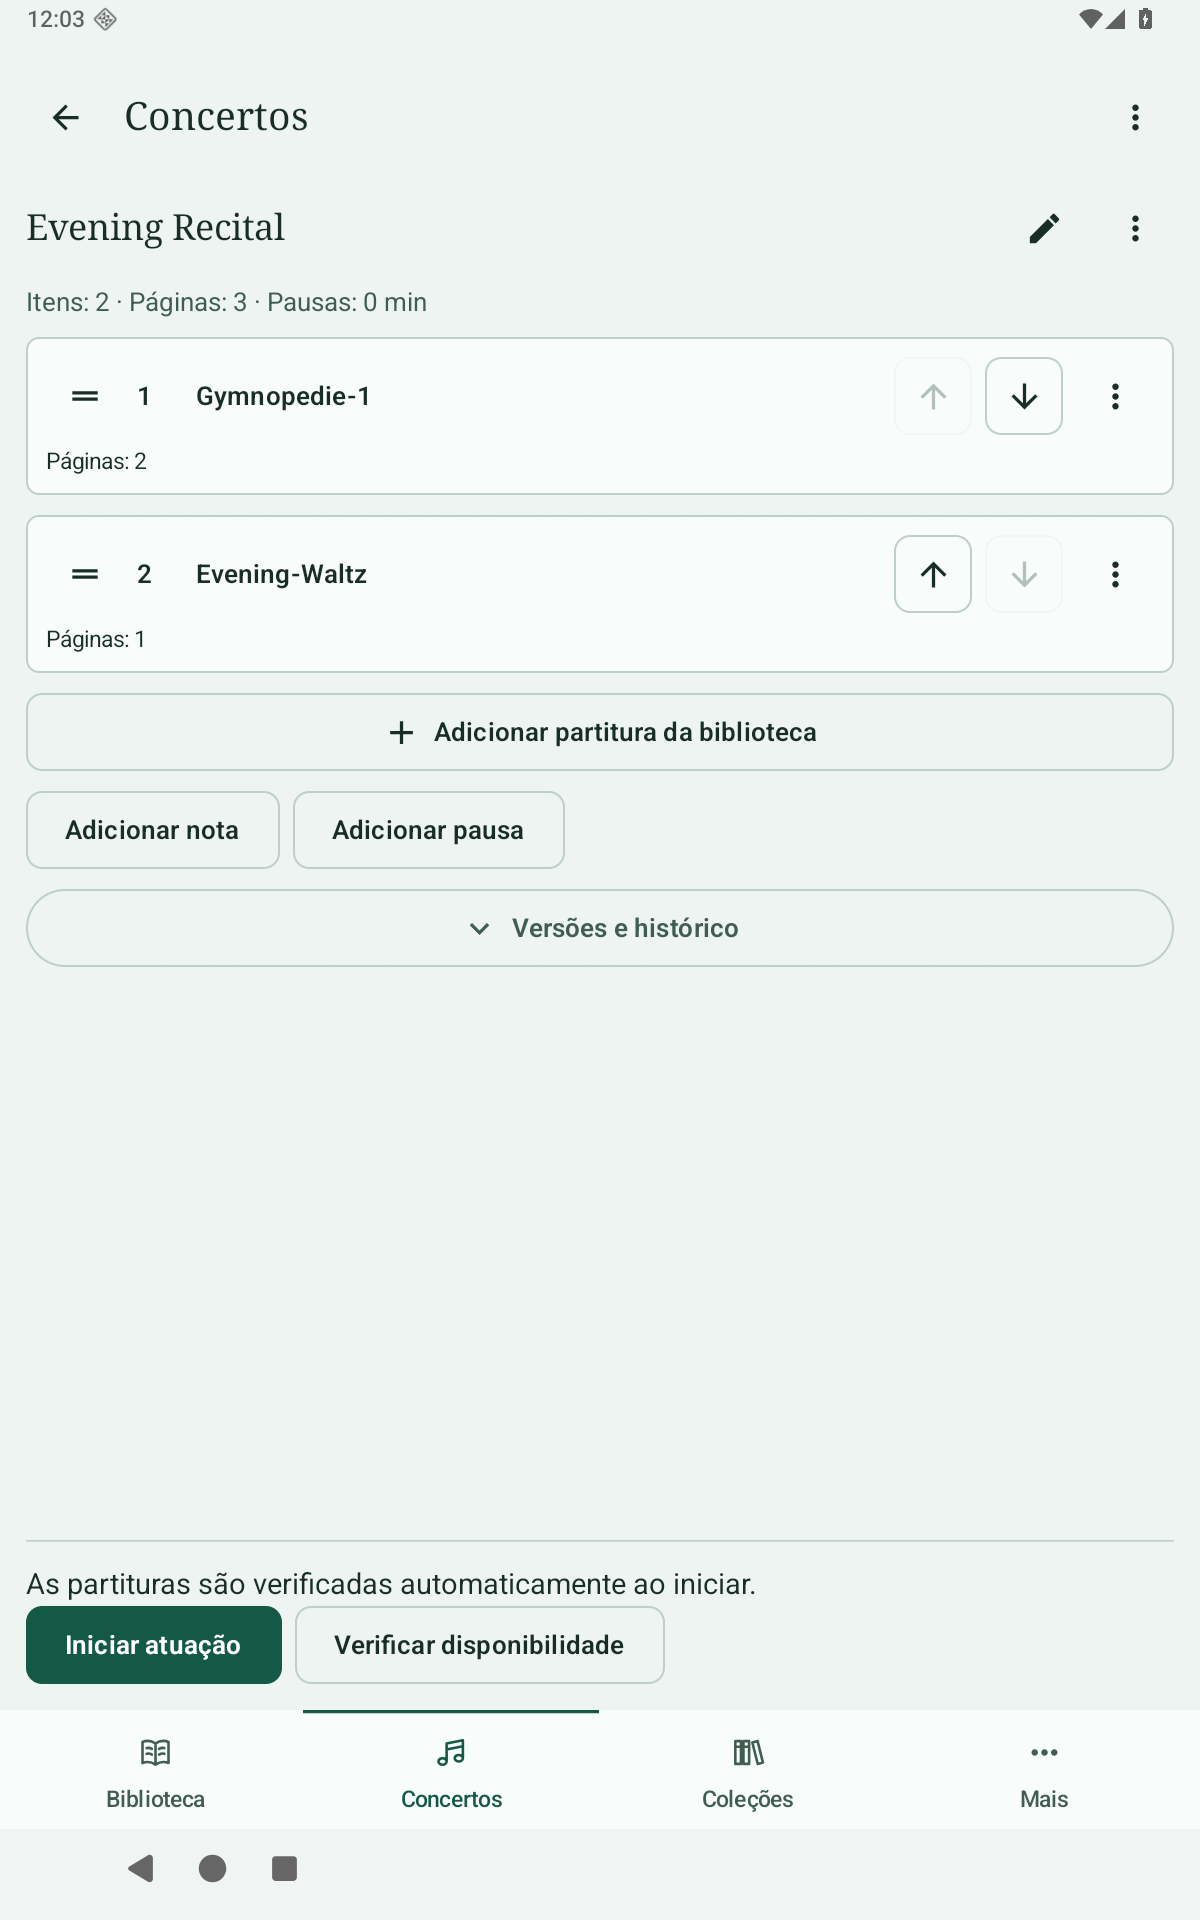 12:03
Concertos
Evening Recital
Itens: 2 · Páginas: 3 · Pausas: 0 min
1 Gymnopedie-1
Páginas: 2
2 Evening-Waltz
Páginas: 1
Adicionar partitura da biblioteca
Adicionar nota Adicionar pausa
Versões e histórico
As partituras são verificadas automaticamente ao iniciar.
Iniciar atuação Verificar disponibilidade
Biblioteca Concertos Coleções Mais